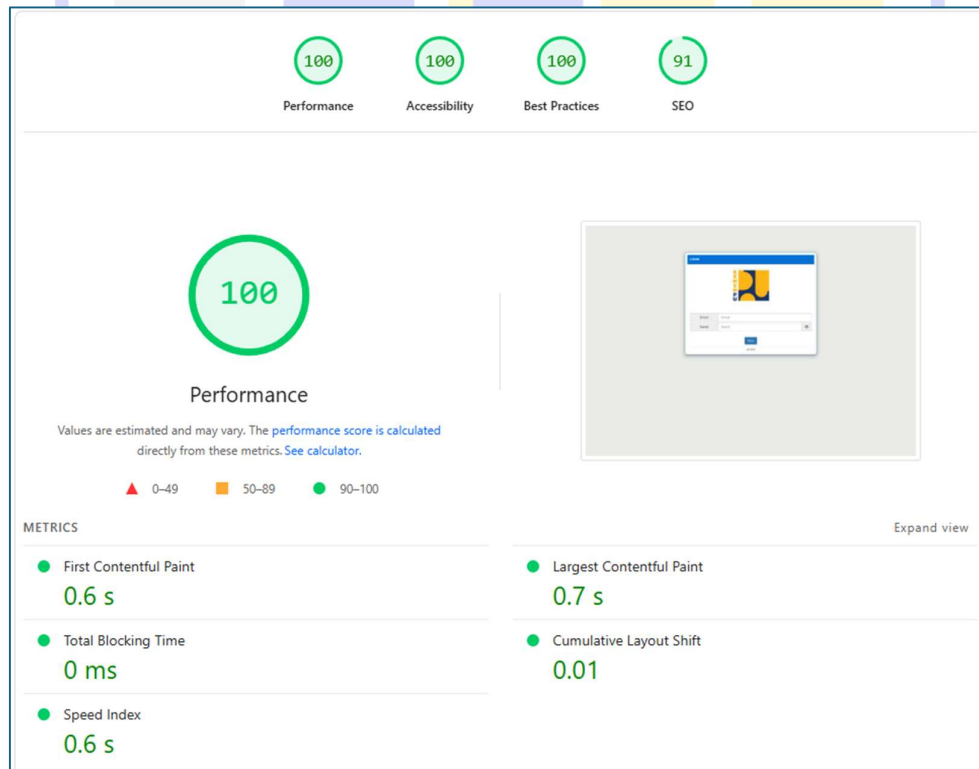 100
100
100
91
Performance
Accessibility
Best Practices
SEO
100
Performance
Values are estimated and may vary. The performance score is calculated
directly from these metrics. See calculator.
0–49
50–89
90–100
METRICS
Expand view
First Contentful Paint
0.6 s
Largest Contentful Paint
0.7 s
Total Blocking Time
0 ms
Cumulative Layout Shift
0.01
Speed Index
0.6 s